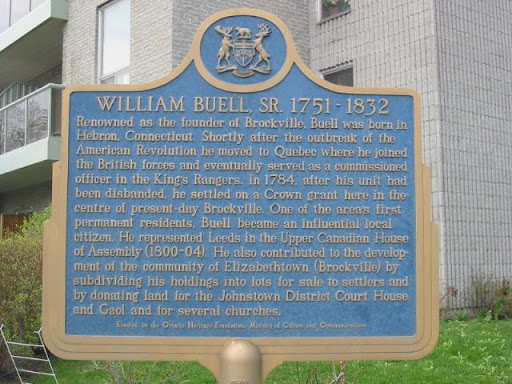 WILLIAM BUELL, SR. 1751-1832
Renowned as the founder of Brockville, Buell was born in
Hebron, Connecticut. Shortly after the outbreak of the
American Revolution he moved to Quebec where he joined
the British forces and eventually served as a commissioned
officer in the King's Rangers. In 1784, after his unit had
been disbanded, he settled on a Crown grant here in the
centre of present-day Brockville. One of the area's first
permanent residents, Buell became an influential local
citizen. He represented Leeds in the Upper Canadian House
of Assembly (1800-04). He also contributed to the develop-
ment of the community of Elizabethtown (Brockville) by
subdividing his holdings into lots for sale to settlers and
by donating land for the Johnstown District Court House
and Gaol and for several churches.
Erected by the Ontario Heritage Foundation, Ministry of Culture and Communications